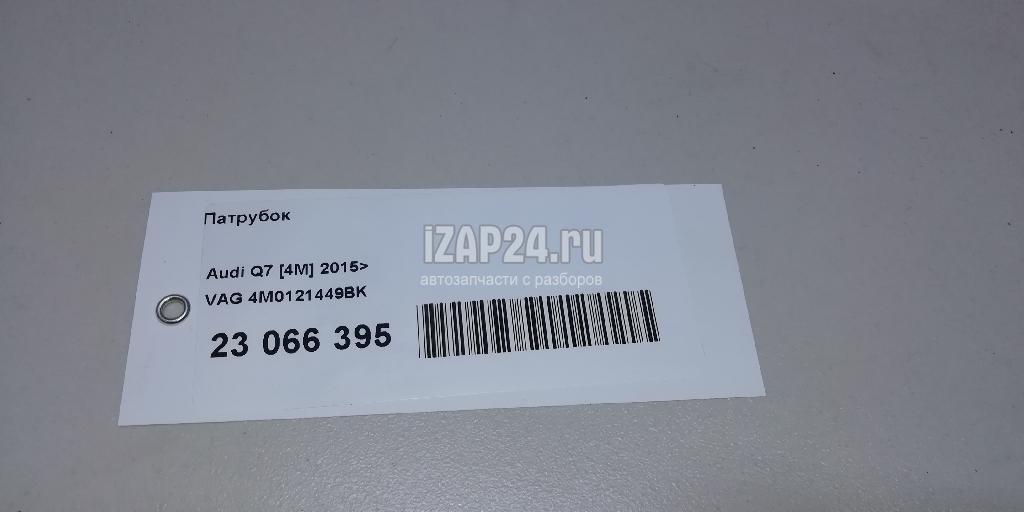 Патрубок
iZAP24.ru
автозапчасти с разборов
Audi Q7 [4M] 2015>
VAG 4M0121449BK
23 066 395